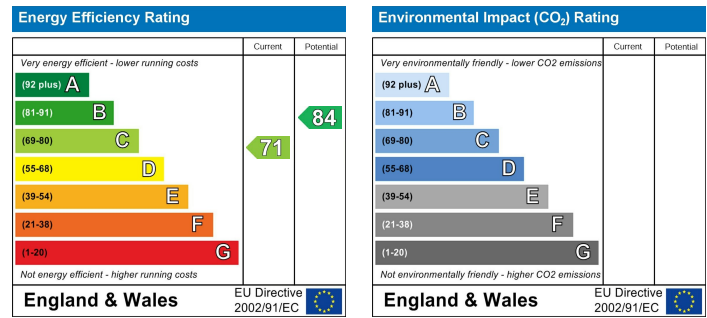 Energy Efficiency Rating
Current Potential
Very energy efficient - lower running costs
(92 plus) A
(81-91) B
84
(69-80) C
71
(55-68) D
(39-54) E
(21-38) F
(1-20) G
Not energy efficient - higher running costs
England & Wales
EU Directive
2002/91/EC
Environmental Impact (CO₂) Rating
Current Potential
Very environmentally friendly - lower CO2 emissions
(92 plus) A
(81-91) B
(69-80) C
(55-68) D
(39-54) E
(21-38) F
(1-20) G
Not environmentally friendly - higher CO2 emissions
England & Wales
EU Directive
2002/91/EC